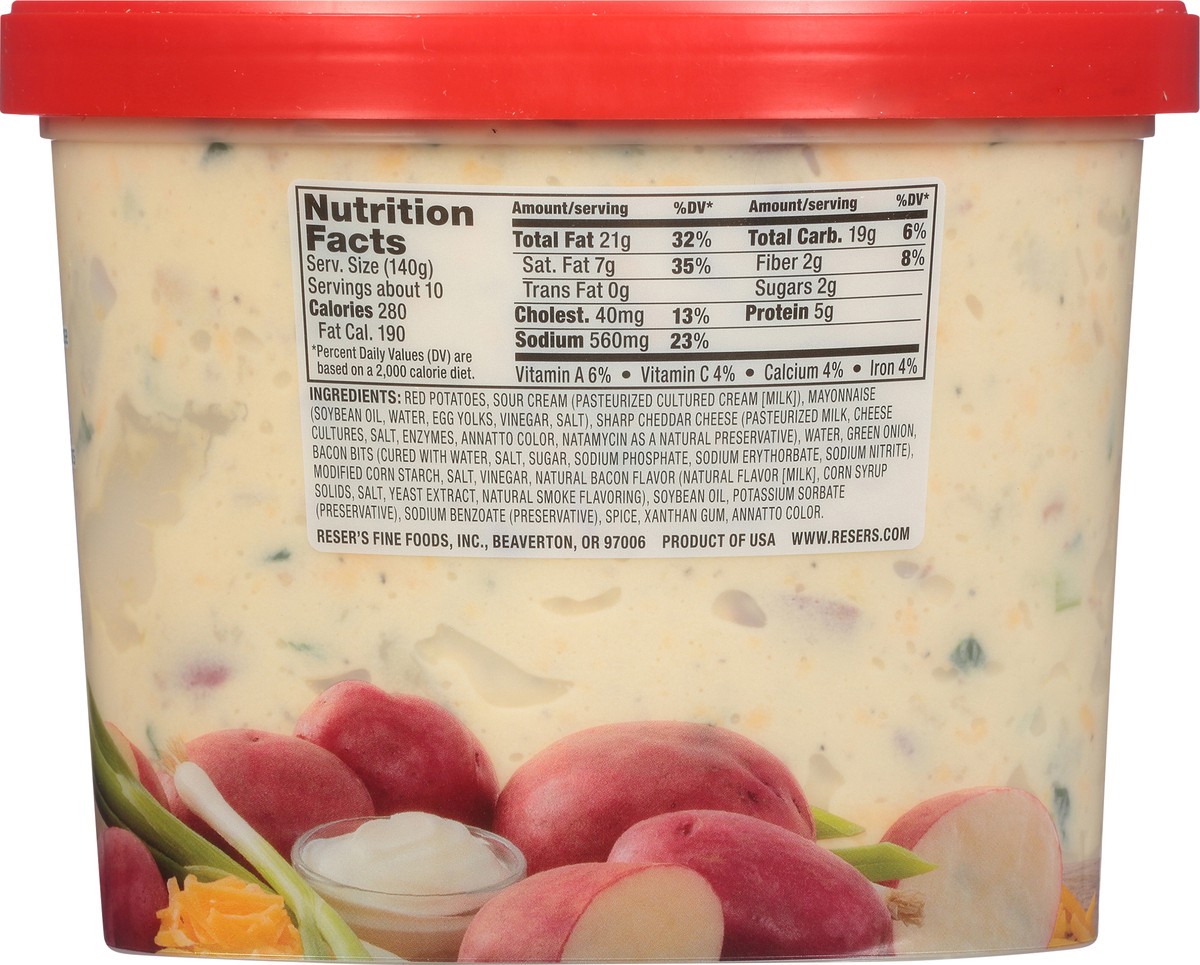 Nutrition
Facts
Serv. Size (140g)
Servings about 10
Calories 280
Fat Cal. 190
*Percent Daily Values (DV) are
based on a 2,000 calorie diet.
Amount/serving %DV* Amount/serving %DV*
Total Fat 21g 32% Total Carb. 19g 6%
Sat. Fat 7g 35% Fiber 2g 8%
Trans Fat 0g Sugars 2g
Cholest. 40mg 13% Protein 5g
Sodium 560mg 23%
Vitamin A 6% • Vitamin C 4% • Calcium 4% • Iron 4%
INGREDIENTS: RED POTATOES, SOUR CREAM (PASTEURIZED CULTURED CREAM [MILK]), MAYONNAISE
(SOYBEAN OIL, WATER, EGG YOLKS, VINEGAR, SALT), SHARP CHEDDAR CHEESE (PASTEURIZED MILK, CHEESE
CULTURES, SALT, ENZYMES, ANNATTO COLOR, NATAMYCIN AS A NATURAL PRESERVATIVE), WATER, GREEN ONION,
BACON BITS (CURED WITH WATER, SALT, SUGAR, SODIUM PHOSPHATE, SODIUM ERYTHORBATE, SODIUM NITRITE),
MODIFIED CORN STARCH, SALT, VINEGAR, NATURAL BACON FLAVOR (NATURAL FLAVOR [MILK], CORN SYRUP
SOLIDS, SALT, YEAST EXTRACT, NATURAL SMOKE FLAVORING), SOYBEAN OIL, POTASSIUM SORBATE
(PRESERVATIVE), SODIUM BENZOATE (PRESERVATIVE), SPICE, XANTHAN GUM, ANNATTO COLOR.
RESER'S FINE FOODS, INC., BEAVERTON, OR 97006 PRODUCT OF USA WWW.RESERS.COM